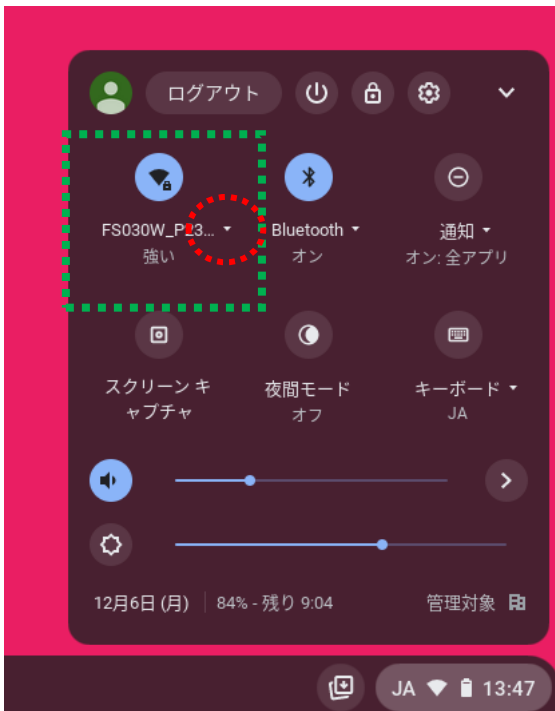 ログアウト
FS030W_P23... Bluetooth 通知
強い オン オン: 全アプリ
スクリーン キ
ャプチャ
夜間モード
オフ
キーボード
JA
12月6日 (月) 84% - 残り 9:04 管理対象
JA 13:47